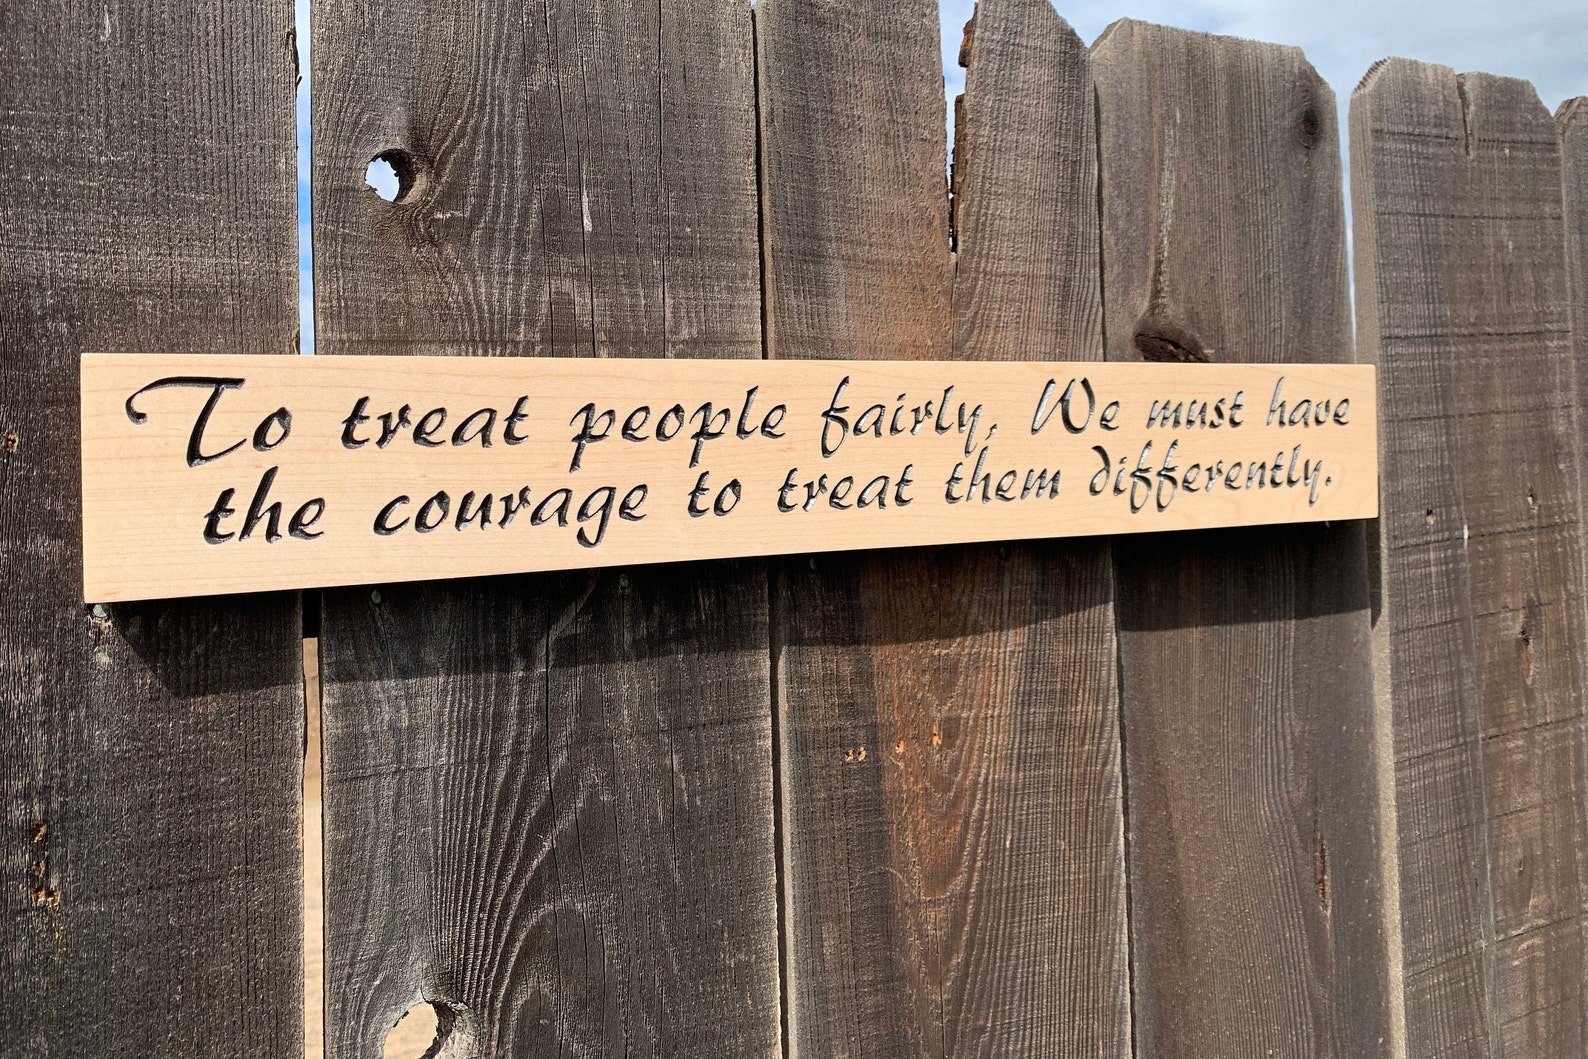 To treat people fairly, We must have
the courage to treat them differently.